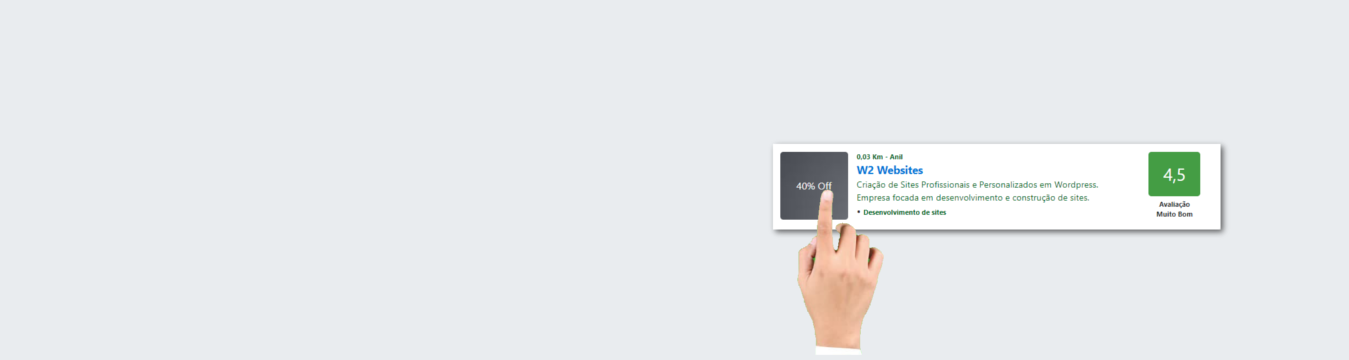 40% Off
0,03 Km - Anil
W2 Websites
Criação de Sites Profissionais e Personalizados em Wordpress.
Empresa focada em desenvolvimento e construção de sites.
• Desenvolvimento de sites
4,5
Avaliação
Muito Bom